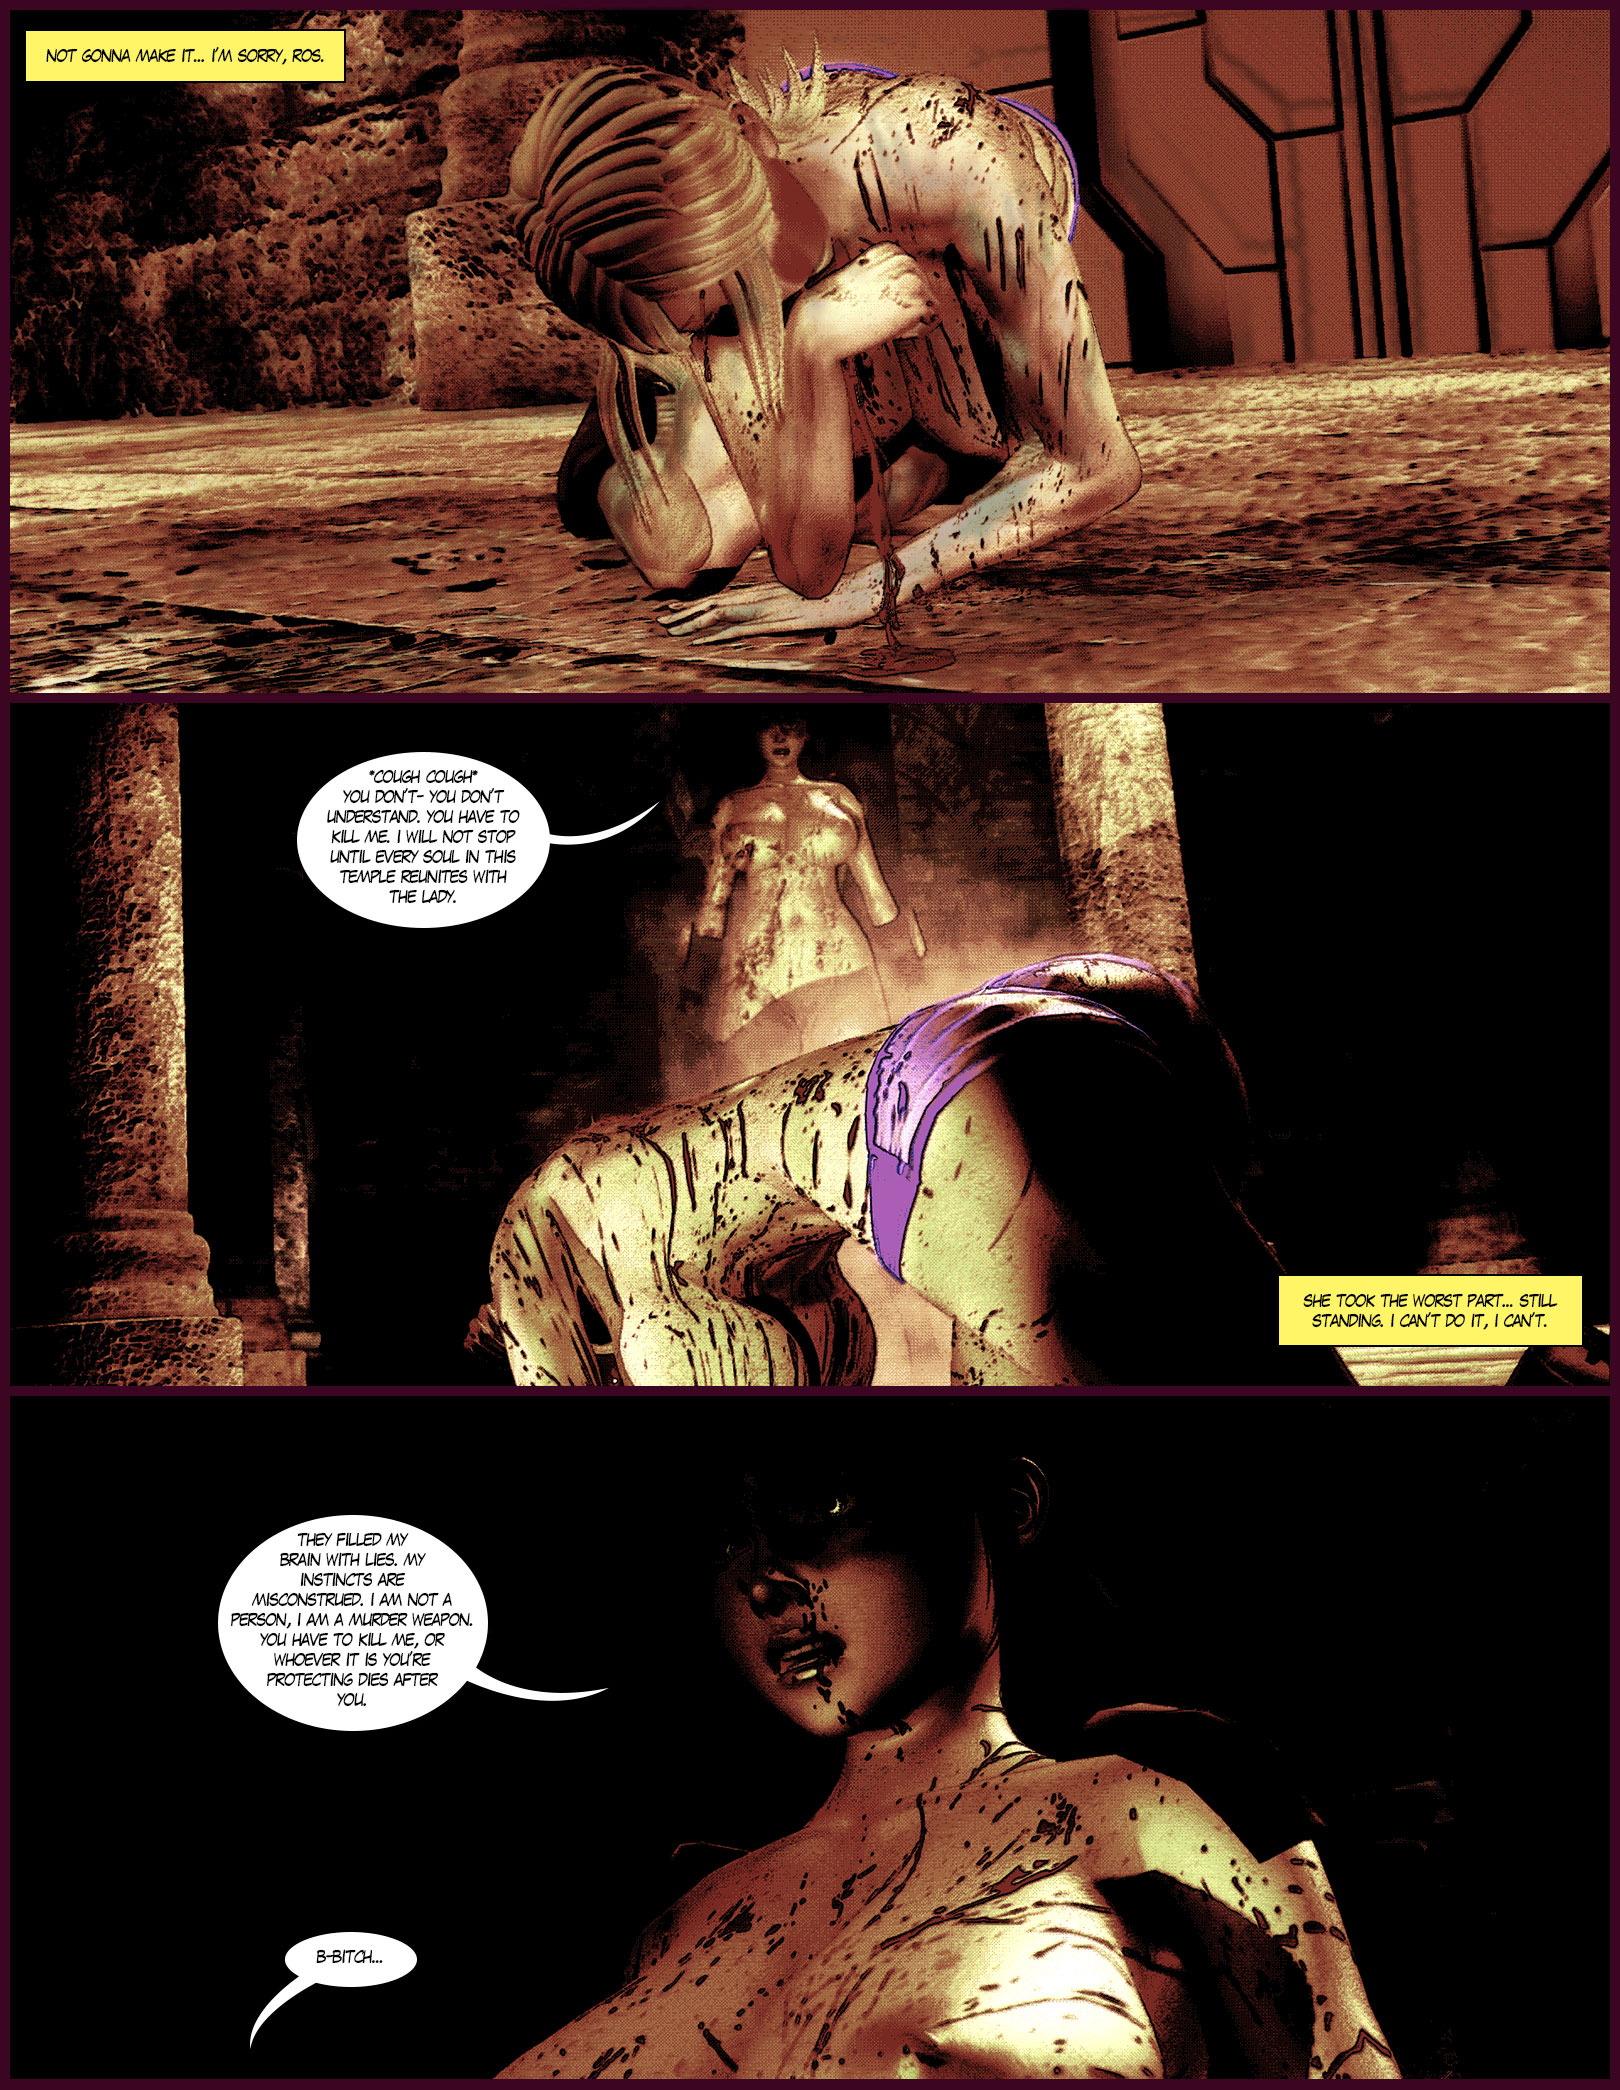 NOT GONNA MAKE IT... I'M SORRY, ROS.
*COUGH COUGH*
YOU DON'T- YOU DON'T
UNDERSTAND. YOU HAVE TO
KILL ME. I WILL NOT STOP
UNTIL EVERY SOUL IN THIS
TEMPLE REUNITES WITH
THE LADY.
SHE TOOK THE WORST PART... STILL
STANDING. I CAN'T DO IT, I CAN'T.
THEY FILLED MY
BRAIN WITH LIES. MY
INSTINCTS ARE
MISCONSTRUED. I AM NOT A
PERSON, I AM A MURDER WEAPON.
YOU HAVE TO KILL ME, OR
WHOEVER IT IS YOU'RE
PROTECTING DIES AFTER
YOU.
B-BITCH...